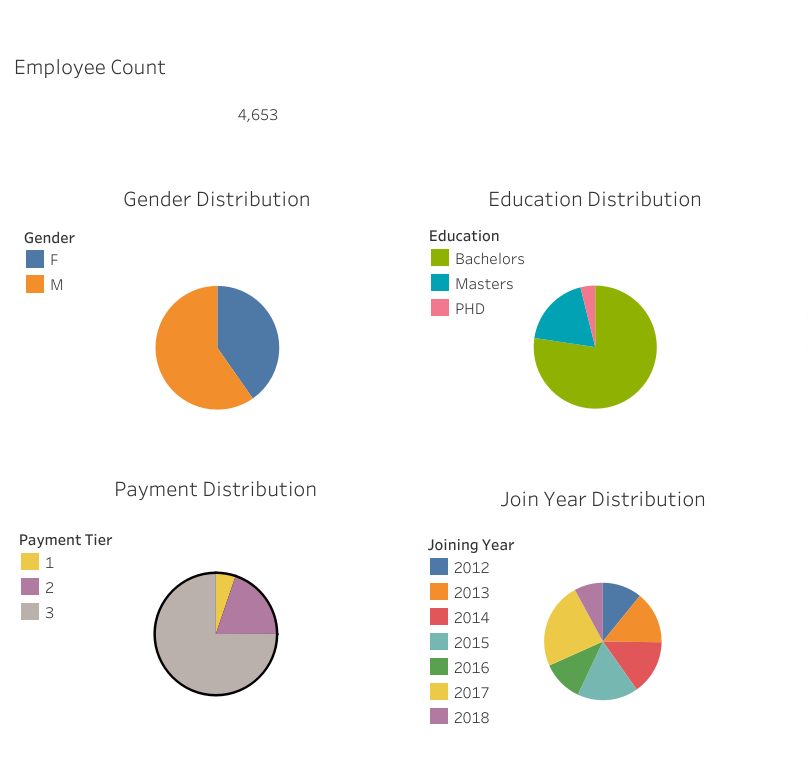 Employee Count
4,653
Gender Distribution
Gender
F
M
Education Distribution
Education
Bachelors
Masters
PHD
Payment Distribution
Payment Tier
1
2
3
Join Year Distribution
Joining Year
2012
2013
2014
2015
2016
2017
2018